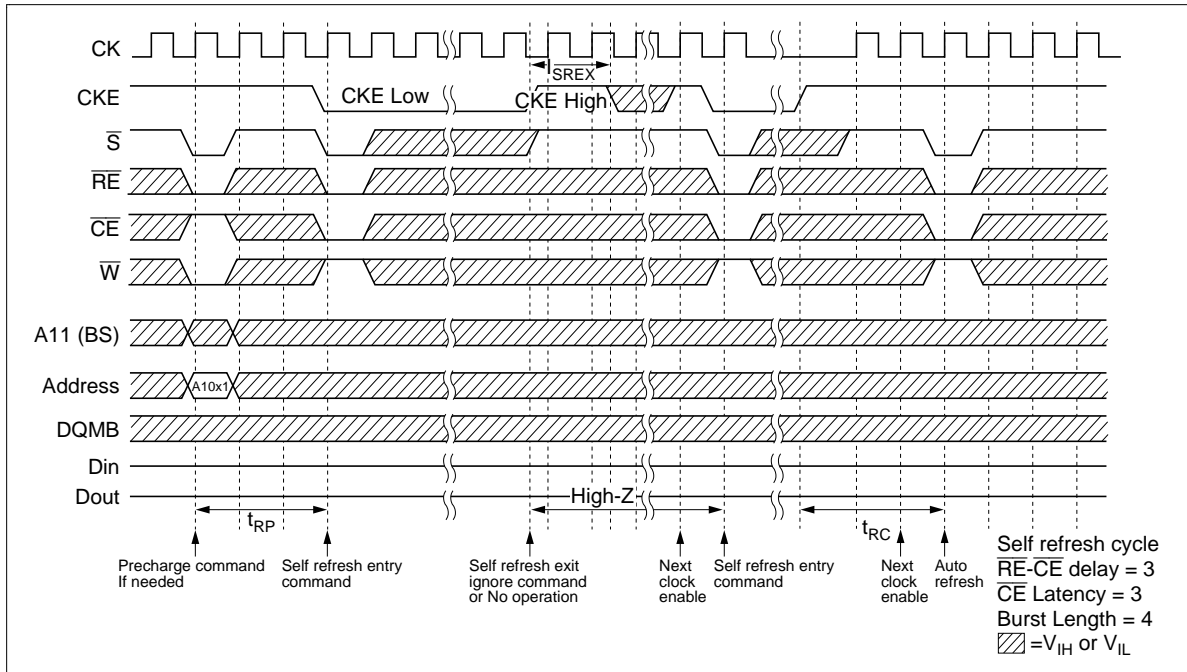 CK
l SREX
CKE
CKE Low
CKE High
S
RE
CE
W
A11 (BS)
Address
A10x1
DQMB
Din
Dout
High-Z
tRP
tRC
Precharge command
If needed
Self refresh entry
command
Self refresh exit
ignore command
or No operation
Next
clock
enable
Self refresh entry
command
Next
clock
enable
Auto
refresh
Self refresh cycle
RE-CE delay = 3
CE Latency = 3
Burst Length = 4
=VIH or VIL